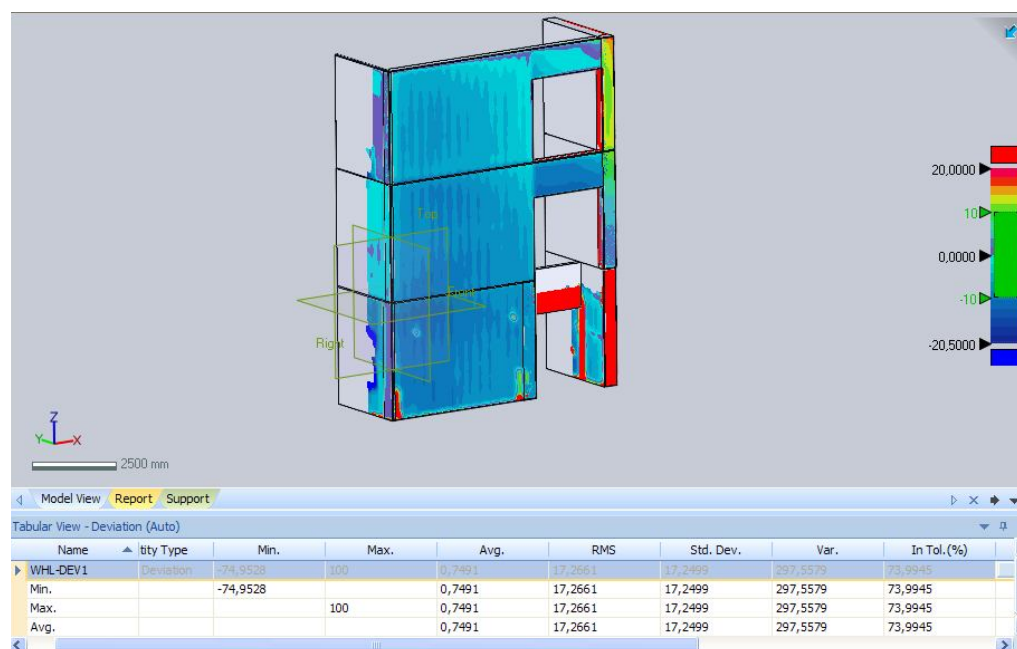 20,0000
10
0,0000
-10
-20,5000
Top
Front
Right
Z
Y X
2500 mm
Model View Report Support
Tabular View - Deviation (Auto)
Name tity Type Min. Max. Avg. RMS Std. Dev. Var. In Tol.(%)
WHL-DEV1 Deviation -74,9528 100 0,7491 17,2661 17,2499 297,5579 73,9945
Min. -74,9528 0,7491 17,2661 17,2499 297,5579 73,9945
Max. 100 0,7491 17,2661 17,2499 297,5579 73,9945
Avg. 0,7491 17,2661 17,2499 297,5579 73,9945